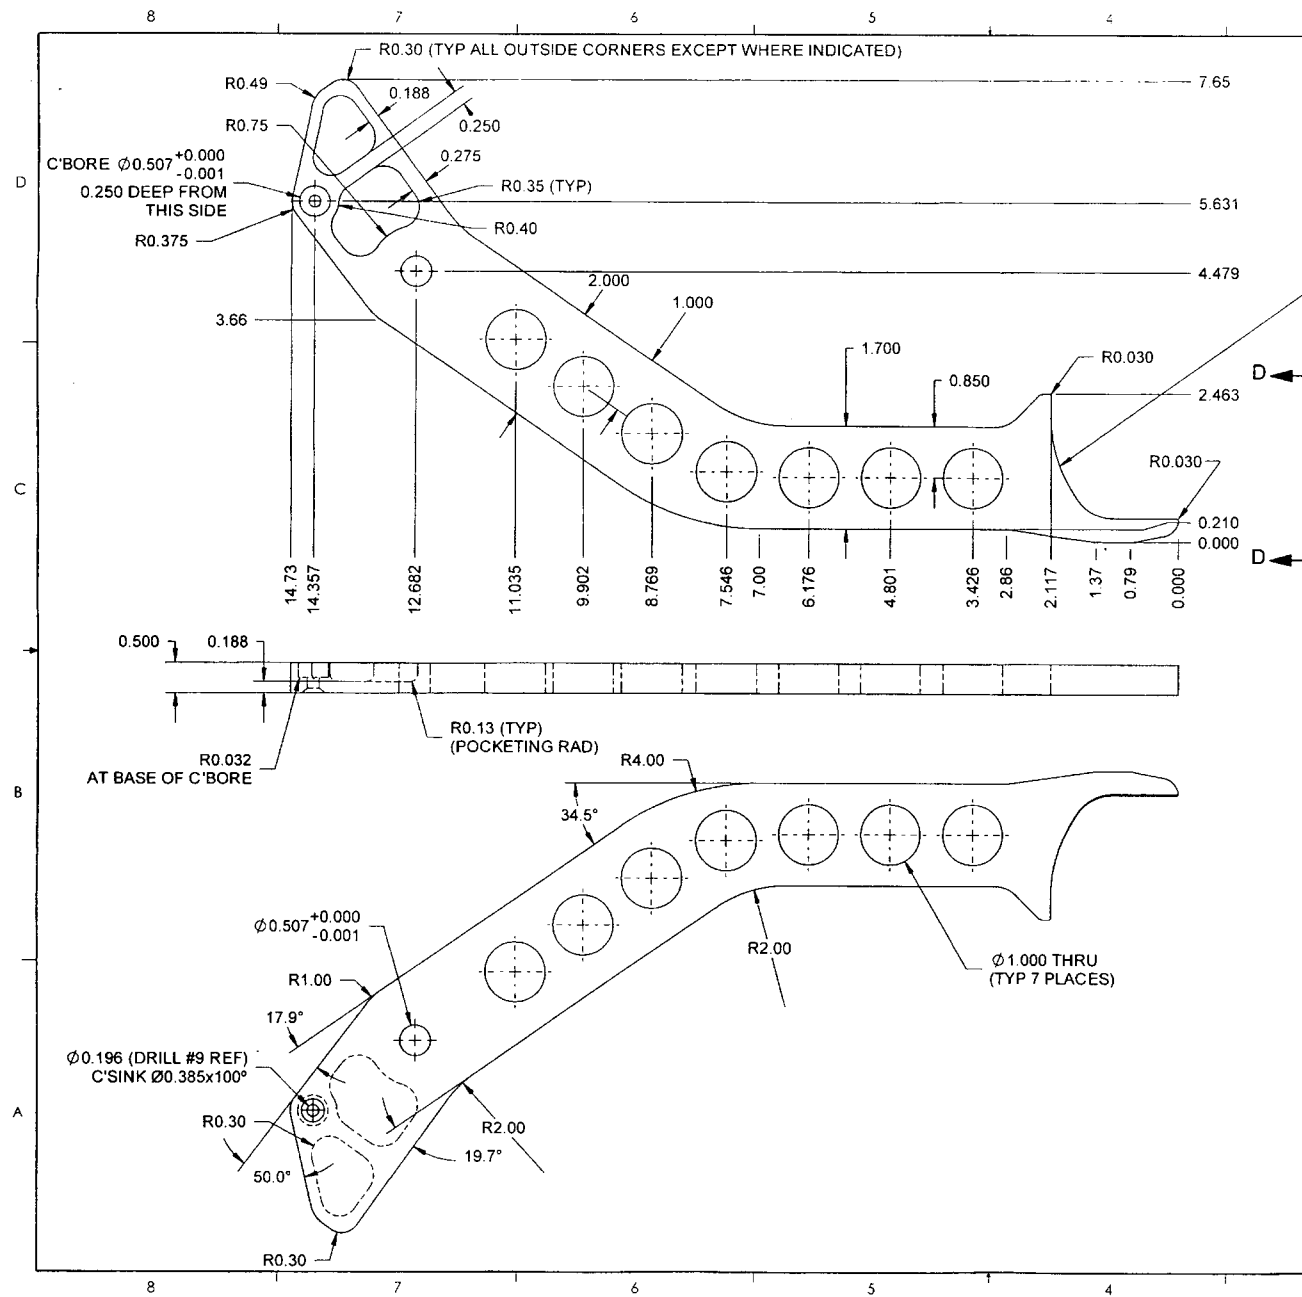 8 7 6 5 4
R0.30 (TYP ALL OUTSIDE CORNERS EXCEPT WHERE INDICATED)
R0.49
0.188
7.65
R0.75
0.250
0.275
C'BORE Ø0.507 +0.000
-0.001
0.250 DEEP FROM
THIS SIDE
D
R0.35 (TYP)
5.631
R0.375
R0.40
4.479
2.000
1.000
3.66
1.700
R0.030
0.850
D
2.463
R0.030
C
0.210
0.000
D
14.73
14.357
12.682
11.035
9.902
8.769
7.546
7.00
6.176
4.801
3.426
2.86
2.117
1.37
0.79
0.000
0.500
0.188
R0.13 (TYP)
(POCKETING RAD)
R0.032
AT BASE OF C'BORE
R4.00
B
34.5°
Ø0.507 +0.000
-0.001
R2.00
Ø1.000 THRU
(TYP 7 PLACES)
R1.00
17.9°
Ø0.196 (DRILL #9 REF)
C'SINK Ø0.385x100°
A
R0.30
R2.00
19.7°
50.0°
R0.30
8 7 6 5 4